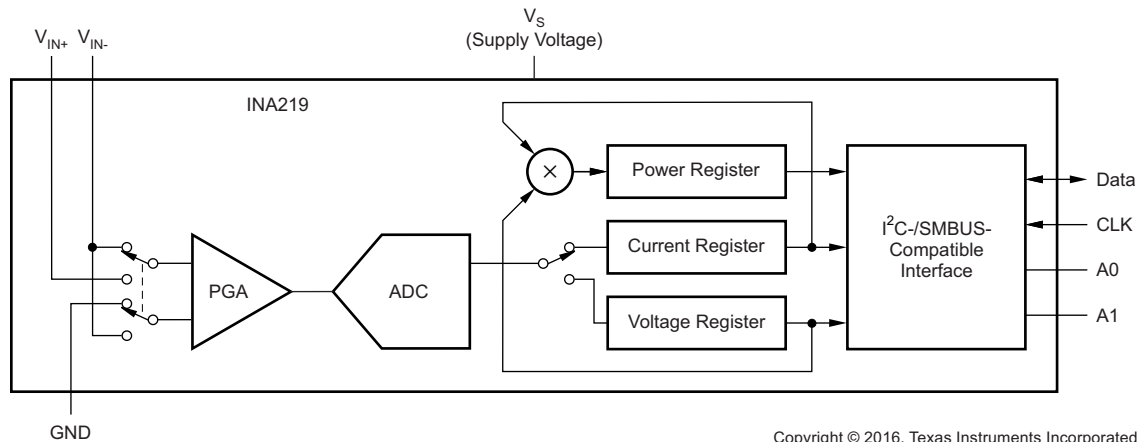 V_S
(Supply Voltage)
V_IN+ V_IN-
INA219
PGA
ADC
×
Power Register
Current Register
Voltage Register
I²C-/SMBUS-
Compatible
Interface
Data
CLK
A0
A1
GND
Copyright © 2016, Texas Instruments Incorporated